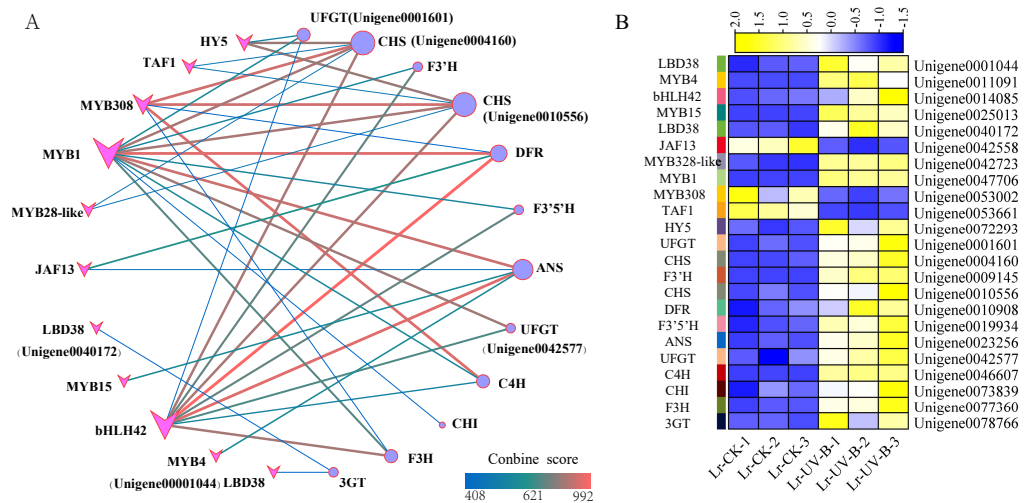 A
UFGT(Unigene0001601)
HY5
CHS (Unigene0004160)
TAF1
F3'H
MYB308
CHS
(Unigene0010556)
MYB1
DFR
MYB28-like
F3'5'H
JAF13
ANS
LBD38
(Unigene0040172)
UFGT
(Unigene0042577)
MYB15
C4H
bHLH42
CHI
MYB4
F3H
(Unigene00001044) LBD38
3GT
Conbine score
408 621 992
B
2.0 1.5 1.0 0.5 0.0 -0.5 -1.0 -1.5
LBD38 Unigene0001044
MYB4 Unigene0011091
bHLH42 Unigene0014085
MYB15 Unigene0025013
LBD38 Unigene0040172
JAF13 Unigene0042558
MYB328-like Unigene0042723
MYB1 Unigene0047706
MYB308 Unigene0053002
TAF1 Unigene0053661
HY5 Unigene0072293
UFGT Unigene0001601
CHS Unigene0004160
F3'H Unigene0009145
CHS Unigene0010556
DFR Unigene0010908
F3'5'H Unigene0019934
ANS Unigene0023256
UFGT Unigene0042577
C4H Unigene0046607
CHI Unigene0073839
F3H Unigene0077360
3GT Unigene0078766
Lr-CK-1 Lr-CK-2 Lr-CK-3 Lr-UV-B-1 Lr-UV-B-2 Lr-UV-B-3